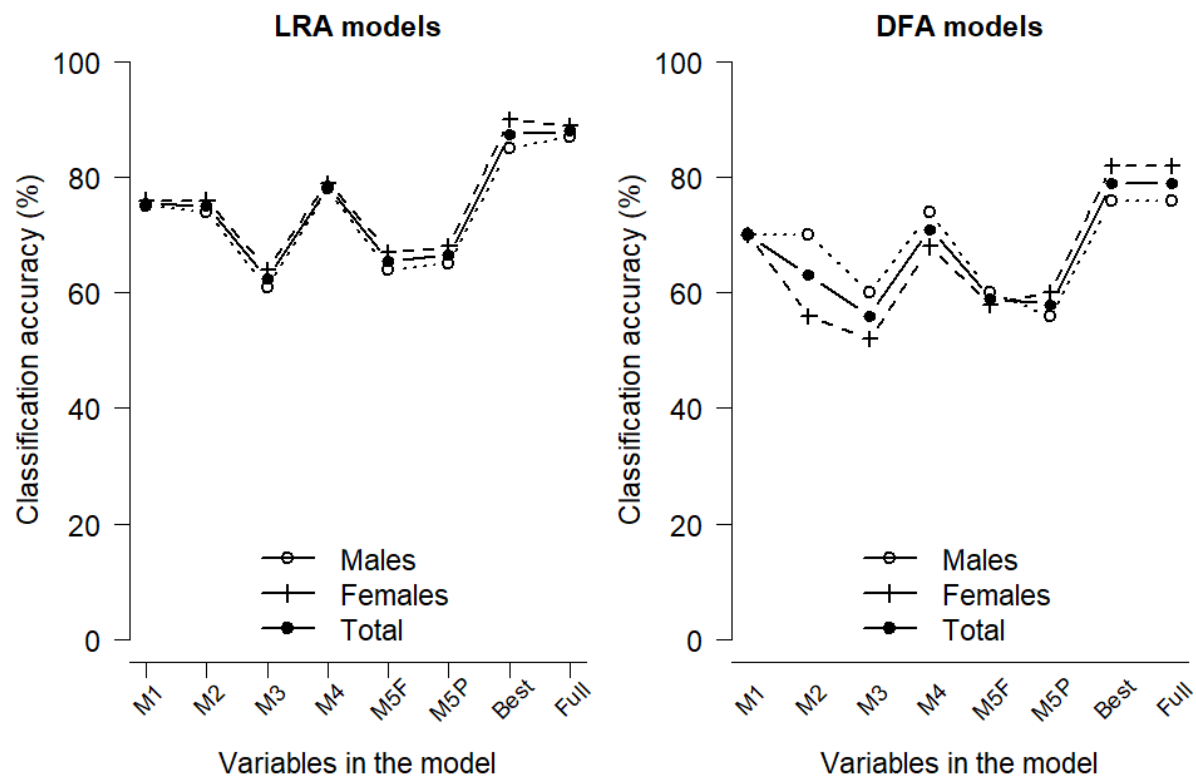 LRA models
Classification accuracy (%)
100
80
60
40
20
0
Males
Females
Total
M1
M2
M3
M4
M5F
M5P
Best
Full
Variables in the model
DFA models
Classification accuracy (%)
100
80
60
40
20
0
Males
Females
Total
M1
M2
M3
M4
M5F
M5P
Best
Full
Variables in the model